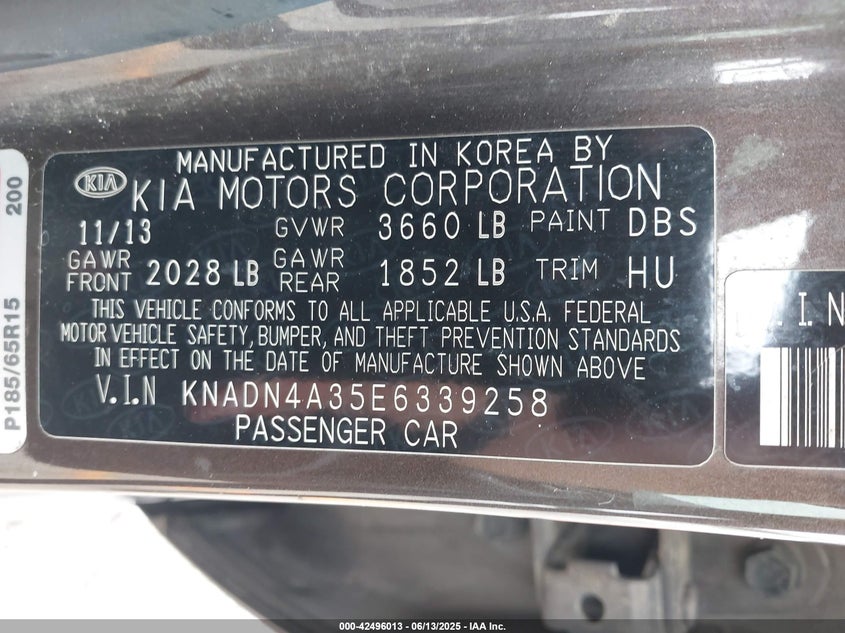 MANUFACTURED IN KOREA BY
KIA KIA MOTORS CORPORATION
11/13 GVWR 3660 LB PAINT DBS
GAWR FRONT 2028 LB GAWR REAR 1852 LB TRIM HU
THIS VEHICLE CONFORMS TO ALL APPLICABLE U.S.A. FEDERAL
MOTOR VEHICLE SAFETY, BUMPER, AND THEFT PREVENTION STANDARDS
IN EFFECT ON THE DATE OF MANUFACTURE SHOWN ABOVE
V.I.N KNADN4A35E6339258
PASSENGER CAR
P185/65R15 200
.I.N
000-42496013 - 06/13/2025 - IAA Inc.